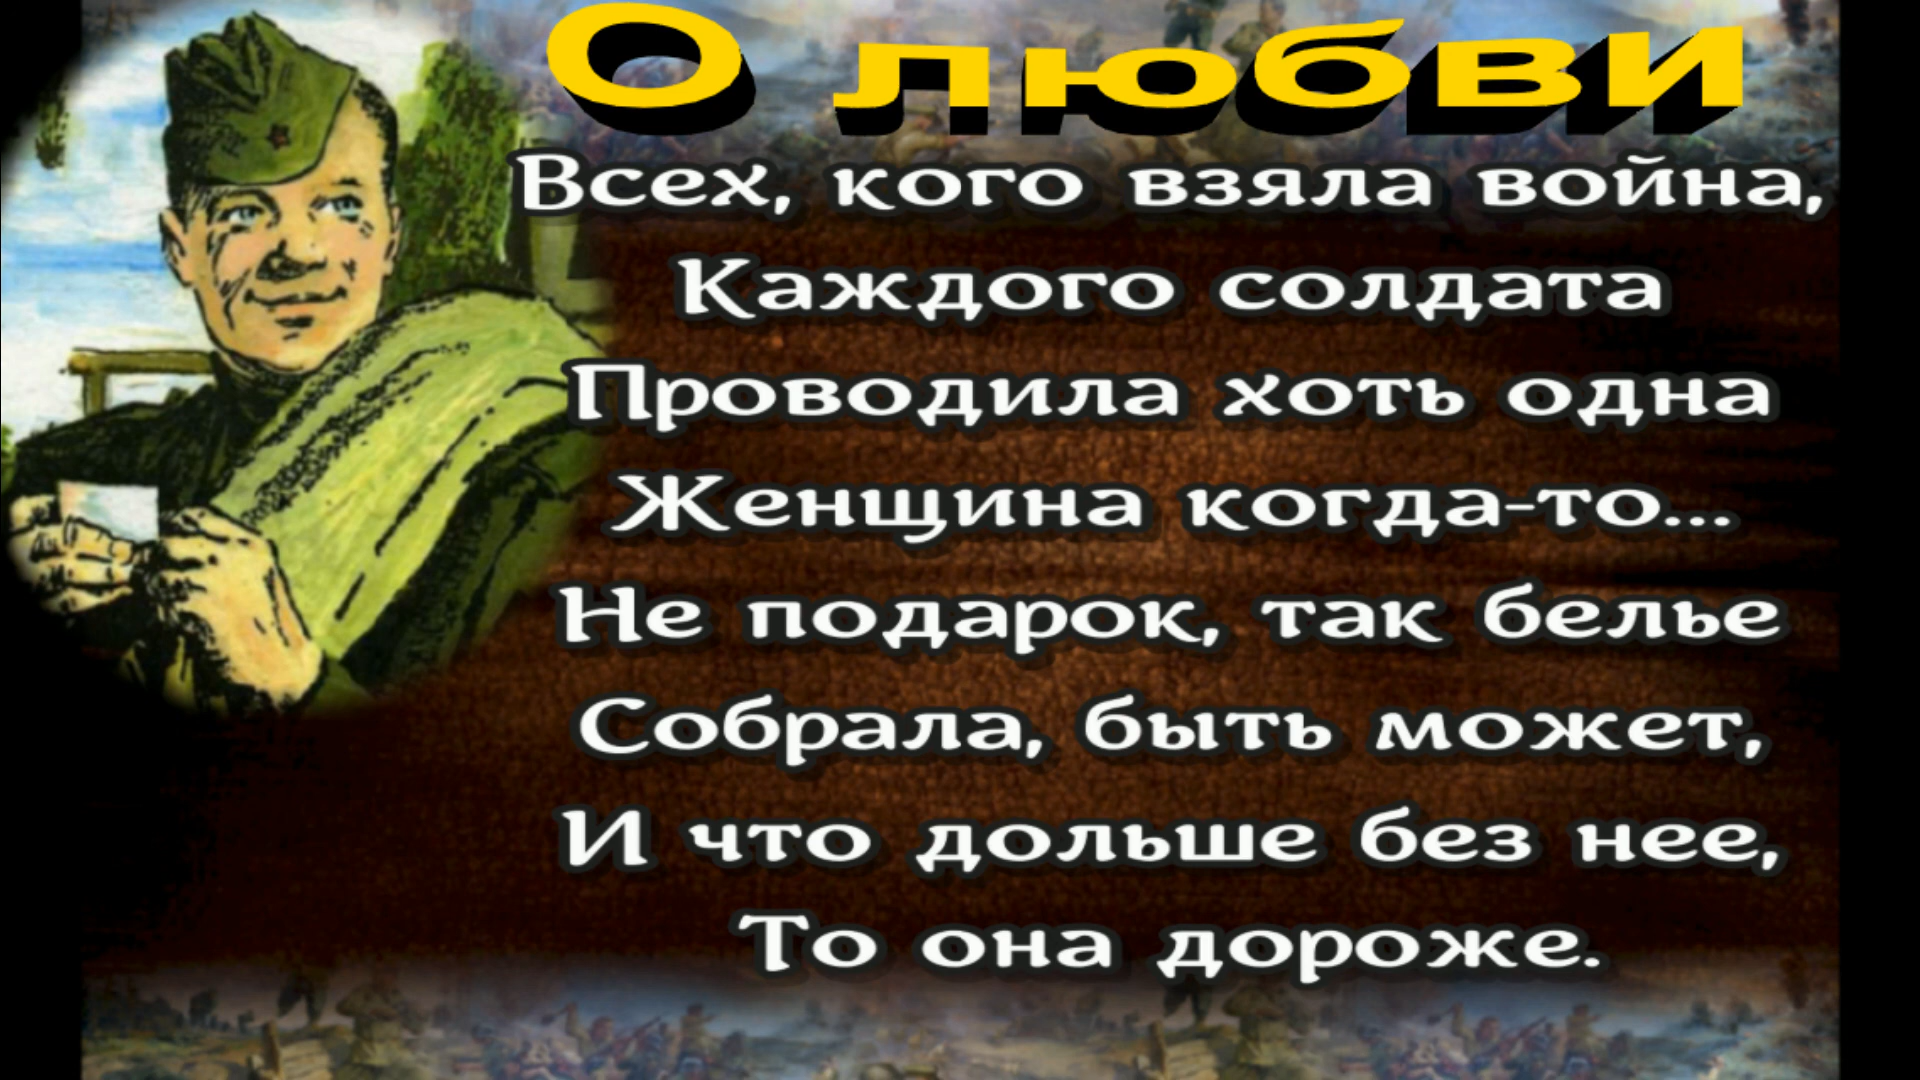 О любви
Всех, кого взяла война,
Каждого солдата
Проводила хоть одна
Женщина когда-то...
Не подарок, так белье
Собрала, быть может,
И что дольше без нее,
То она дороже.